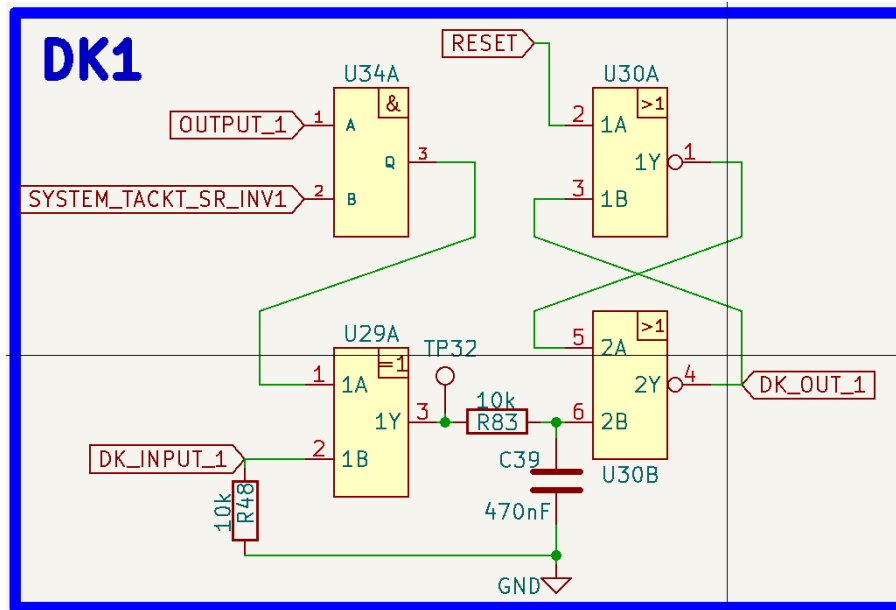 DK1
RESET
U34A
U30A
&
>1
OUTPUT_1
1
A
2
1A
Q
3
1Y
1
SYSTEM_TACKT_SR_INV1
2
B
3
1B
U29A
TP32
>1
=1
5
2A
1
1A
2Y
4
DK_OUT_1
10k
1Y
3
R83
6
2B
DK_INPUT_1
2
1B
C39
U30B
10k
R48
470nF
GND